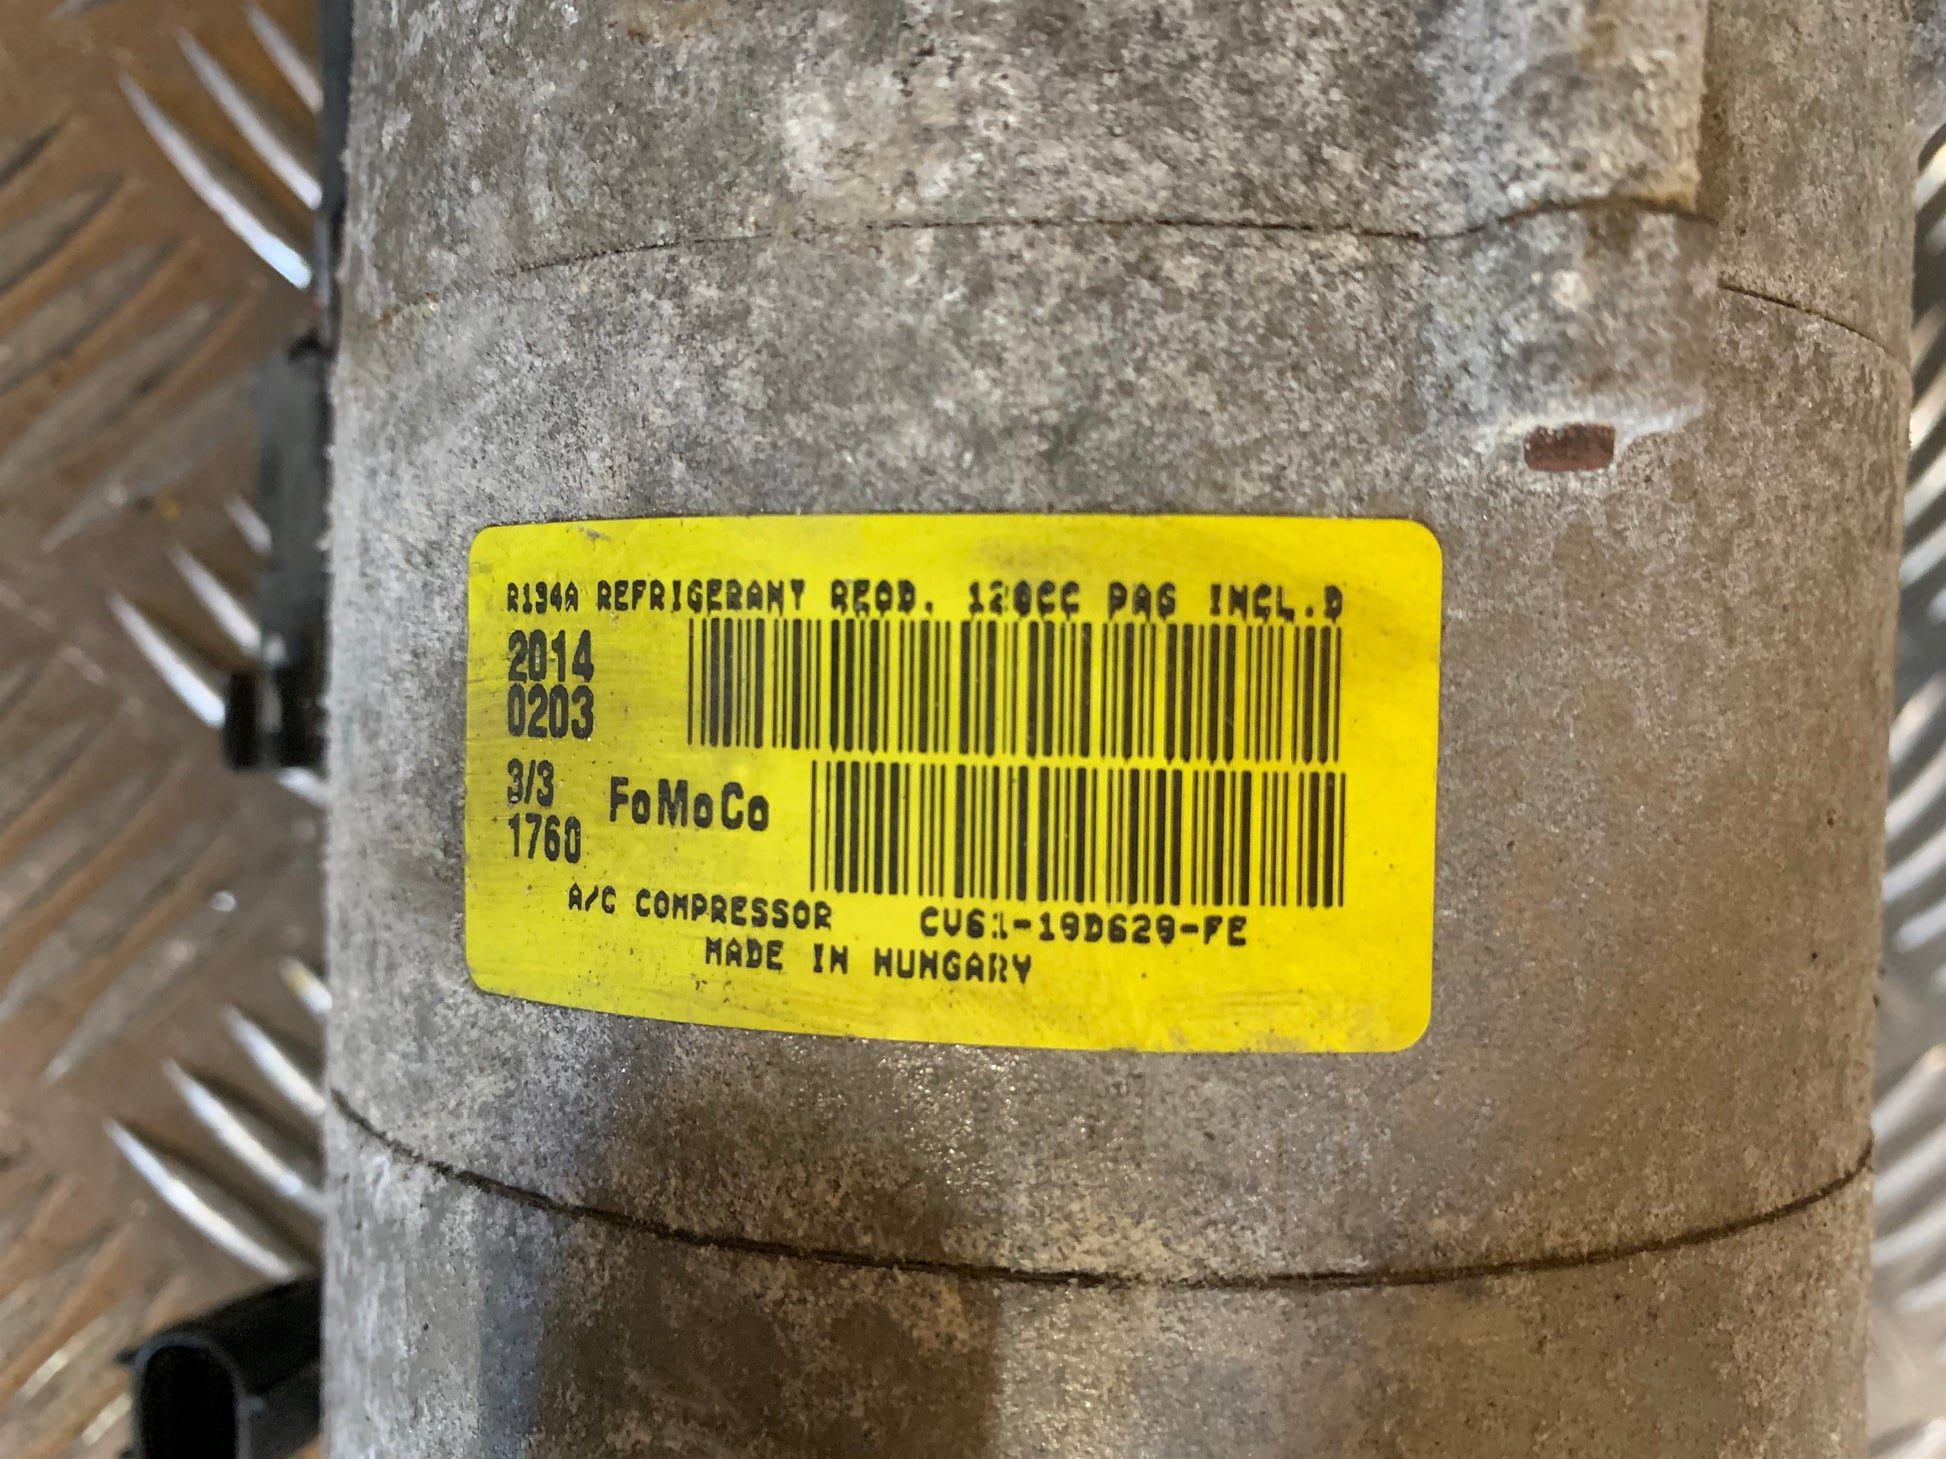 R134A REFRIGERANT REQD. 120CC PAG INCL.D
2014
0203
3/3
1760
FoMoCo
A/C COMPRESSOR CV61-19D629-FE
MADE IN HUNGARY